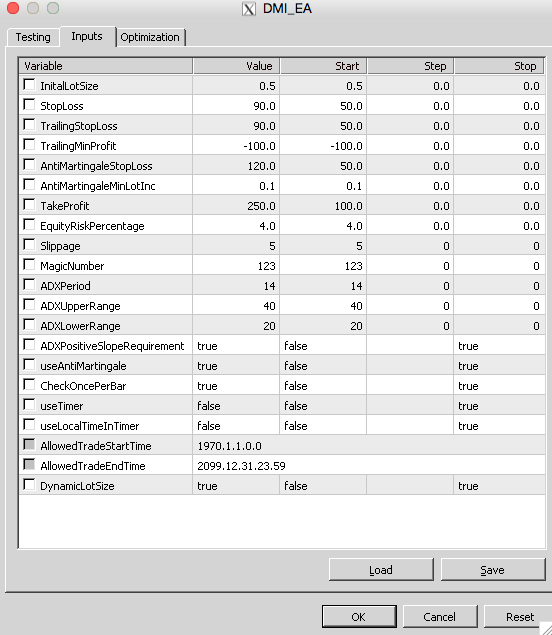 DMI_EA
Testing Inputs Optimization
Variable Value Start Step Stop
InitalLotSize 0.5 0.5 0.0 0.0
StopLoss 90.0 50.0 0.0 0.0
TrailingStopLoss 90.0 50.0 0.0 0.0
TrailingMinProfit -100.0 -100.0 0.0 0.0
AntiMartingaleStopLoss 120.0 50.0 0.0 0.0
AntiMartingaleMinLotInc 0.1 0.1 0.0 0.0
TakeProfit 250.0 100.0 0.0 0.0
EquityRiskPercentage 4.0 4.0 0.0 0.0
Slippage 5 5 0 0
MagicNumber 123 123 0 0
ADXPeriod 14 14 0 0
ADXUpperRange 40 40 0 0
ADXLowerRange 20 20 0 0
ADXPositiveSlopeRequirement true false true
useAntiMartingale true false true
CheckOncePerBar true false true
useTimer false false true
useLocalTimeInTimer false false true
AllowedTradeStartTime 1970.1.1.0.0
AllowedTradeEndTime 2099.12.31.23.59
DynamicLotSize true false true
Load Save
OK Cancel Reset